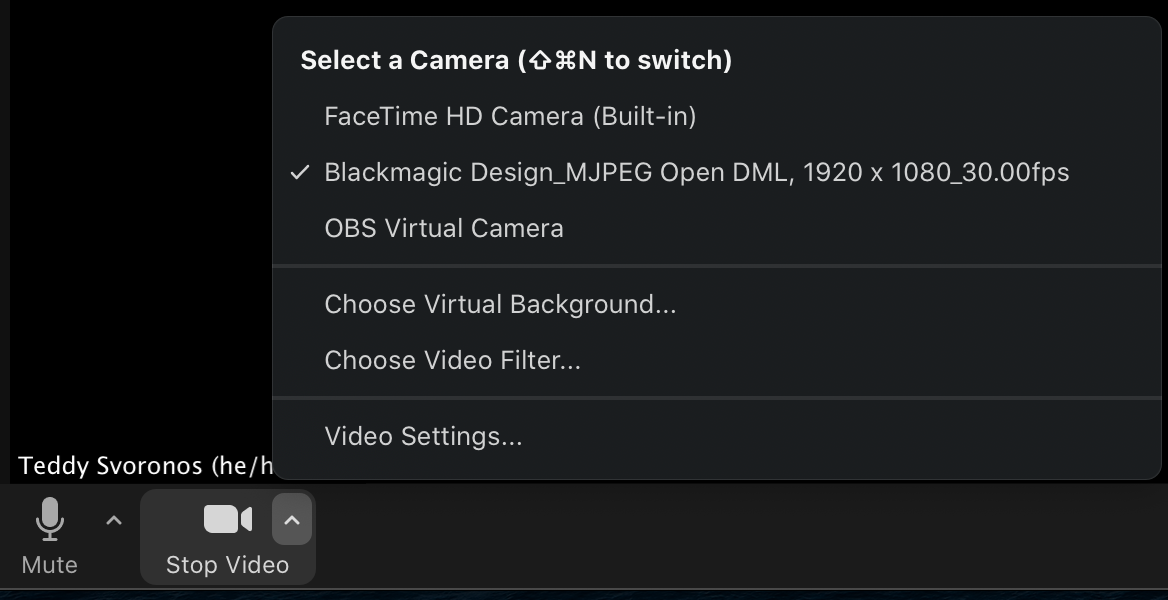 Select a Camera (⇧⌘N to switch)
FaceTime HD Camera (Built-in)
✓ Blackmagic Design_MJPEG Open DML, 1920 x 1080_30.00fps
OBS Virtual Camera
Choose Virtual Background...
Choose Video Filter...
Video Settings...
Teddy Svoronos (he/h
Mute
Stop Video